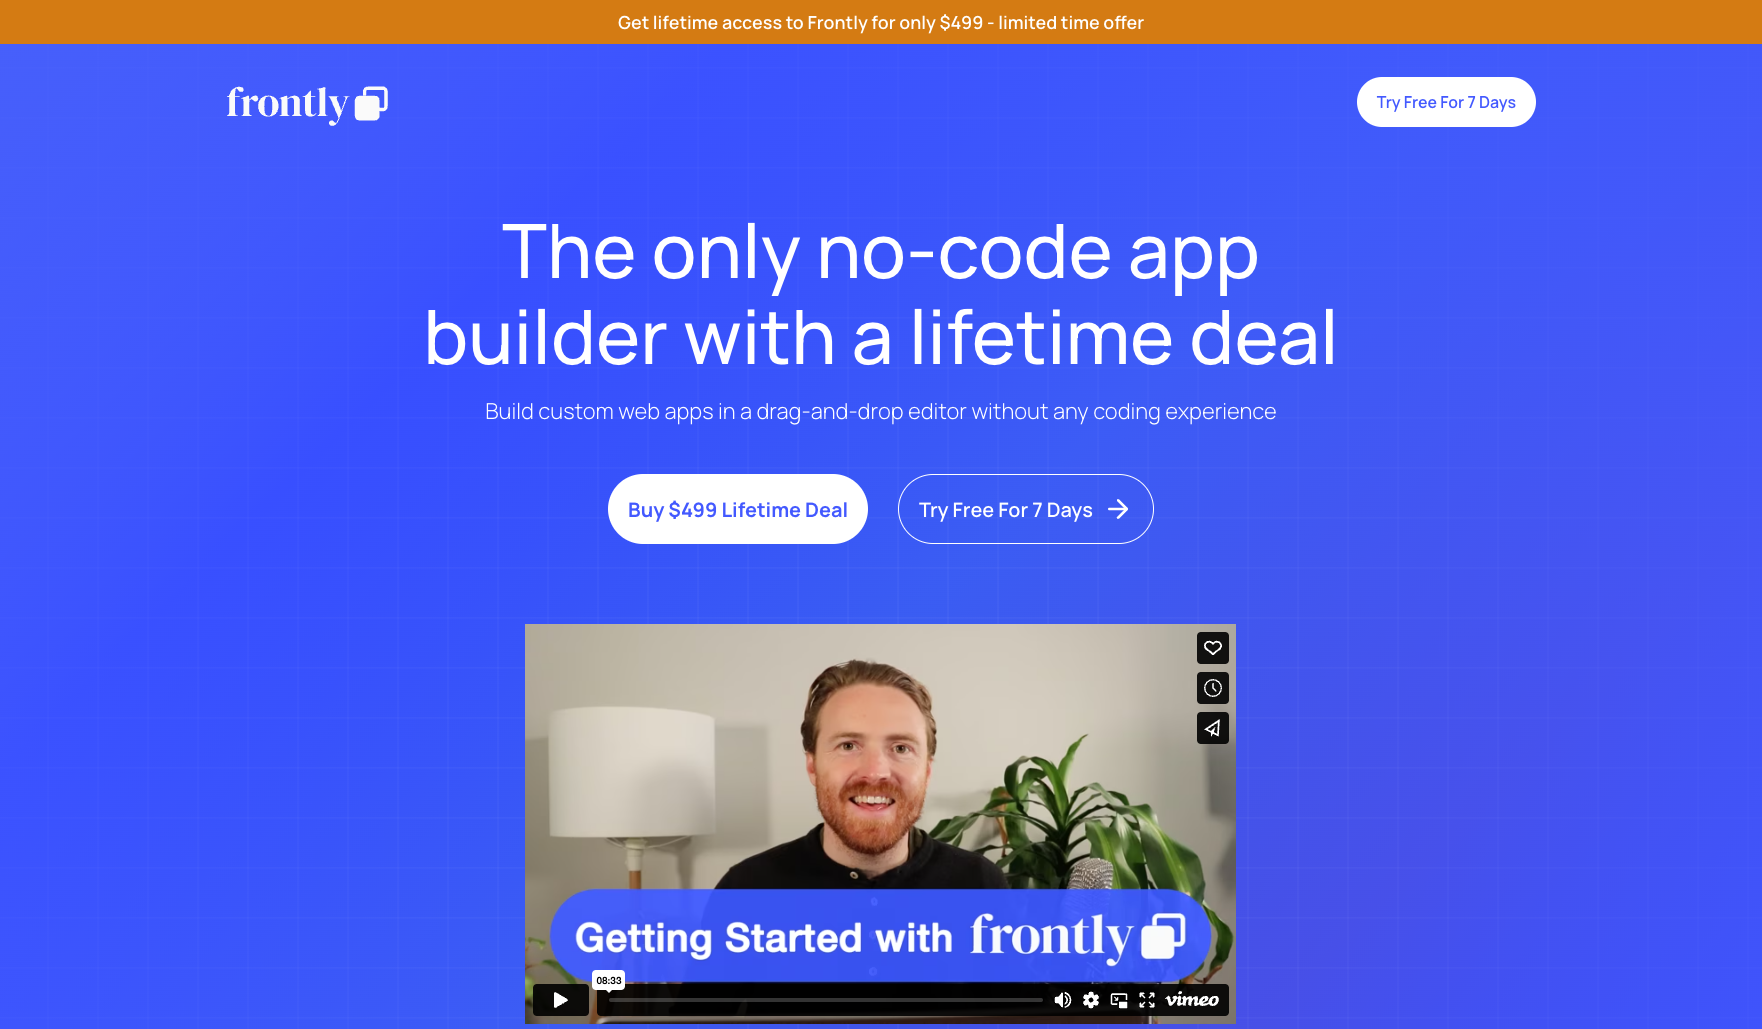 Get lifetime access to Frontly for only $499 - limited time offer
frontly
Try Free For 7 Days
The only no-code app
builder with a lifetime deal
Build custom web apps in a drag-and-drop editor without any coding experience
Buy $499 Lifetime Deal
Try Free For 7 Days
Getting Started with frontly
08:33
vimeo